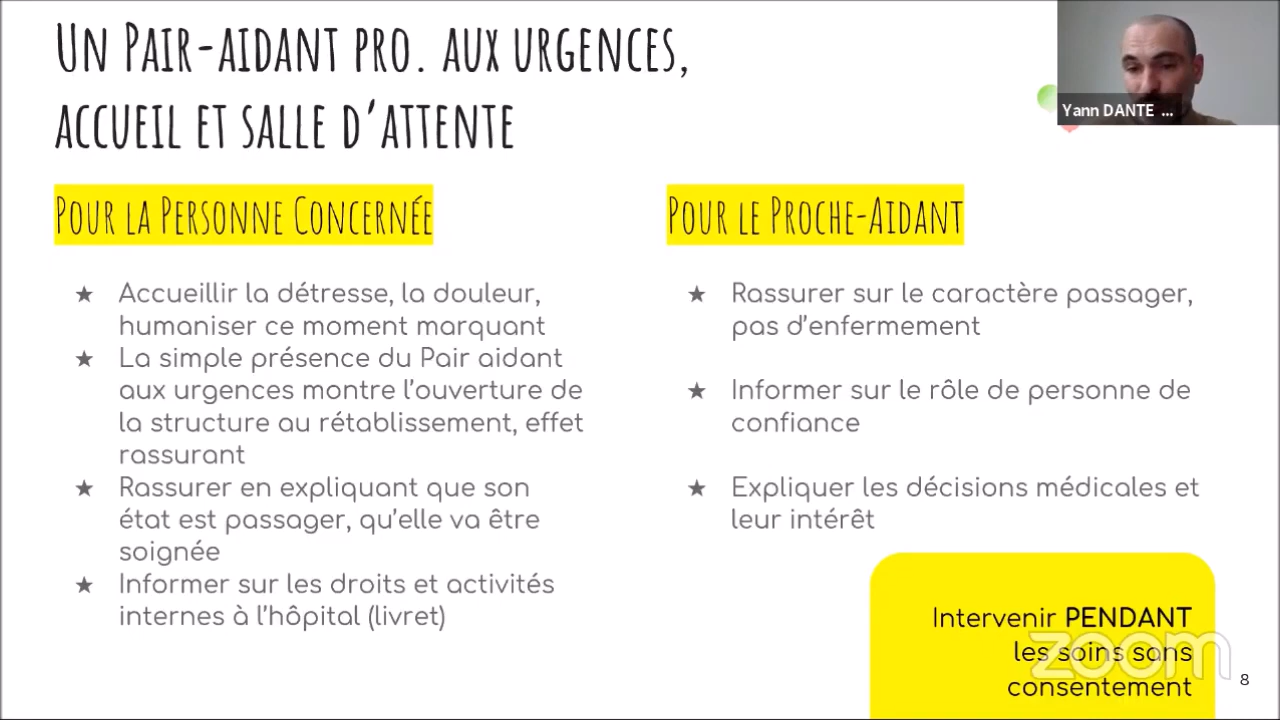 Un Pair-aidant pro. aux urgences,
accueil et salle d’attente
Yann DANTE ...
Pour la Personne Concernée
★ Accueillir la détresse, la douleur,
humaniser ce moment marquant
★ La simple présence du Pair aidant
aux urgences montre l’ouverture de
la structure au rétablissement, effet
rassurant
★ Rassurer en expliquant que son
état est passager, qu’elle va être
soignée
★ Informer sur les droits et activités
internes à l’hôpital (livret)
Pour le Proche-Aidant
★ Rassurer sur le caractère passager,
pas d’enfermement
★ Informer sur le rôle de personne de
confiance
★ Expliquer les décisions médicales et
leur intérêt
Intervenir PENDANT
les soins sans
consentement
zoom
8